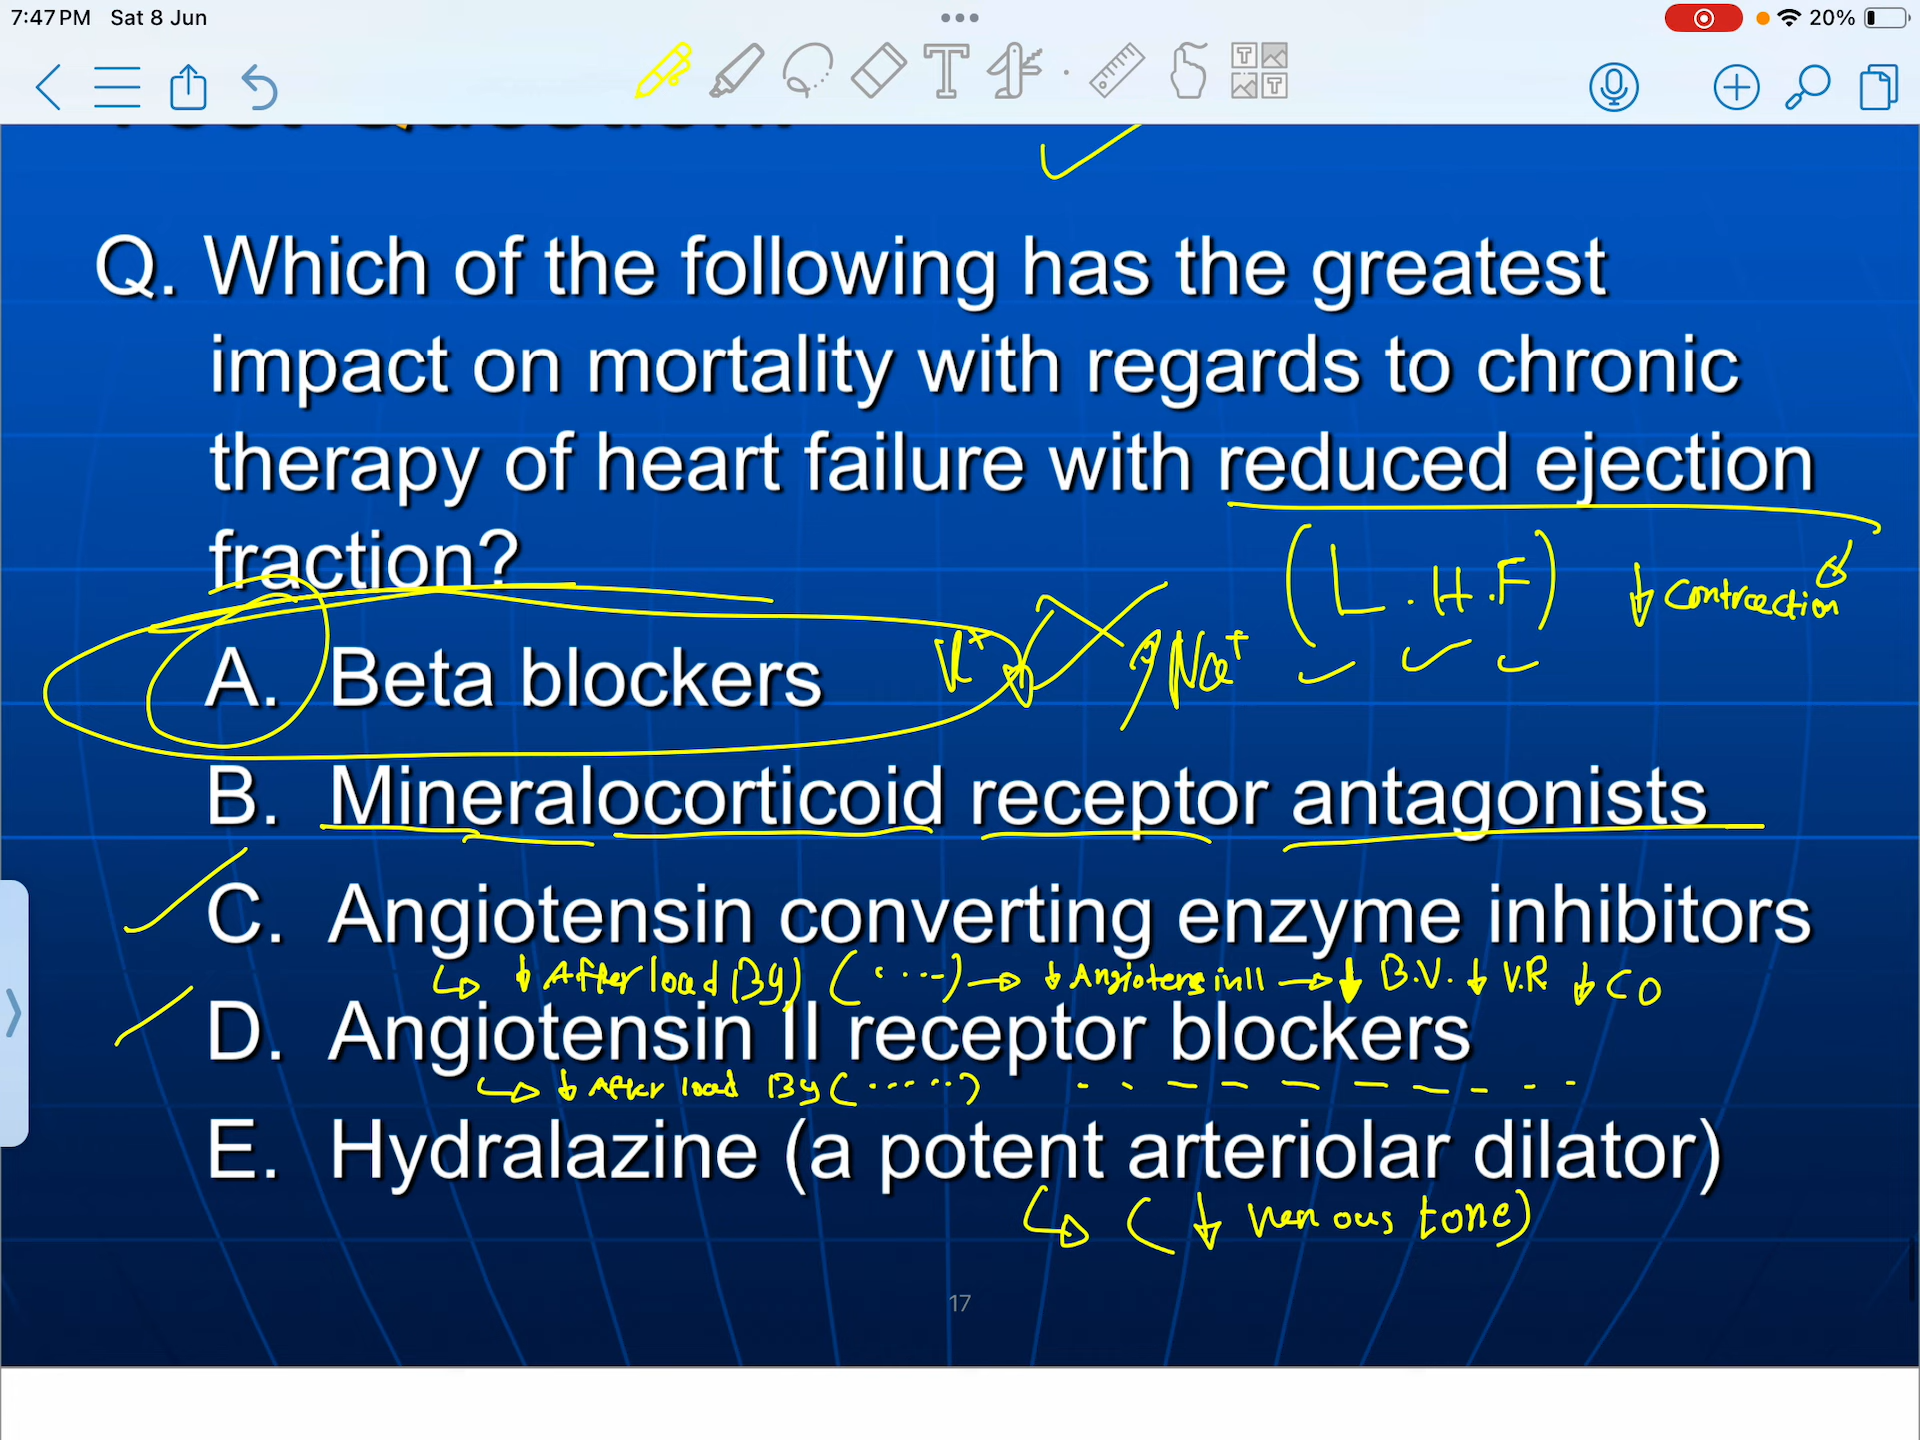 7:47 PM Sat 8 Jun
20%
Q. Which of the following has the greatest
impact on mortality with regards to chronic
therapy of heart failure with reduced ejection
fraction?
(L.H.F) ↓ contraction
A. Beta blockers K+ Na+
B. Mineralocorticoid receptor antagonists
C. Angiotensin converting enzyme inhibitors
↳ ↓ After load By (....) → ↓ Angiotensin II → ↓ B.V. ↓ V.R ↓ CO
D. Angiotensin II receptor blockers
↳ ↓ After load By (.....)
E. Hydralazine (a potent arteriolar dilator)
↳ (↓ venous tone)
17